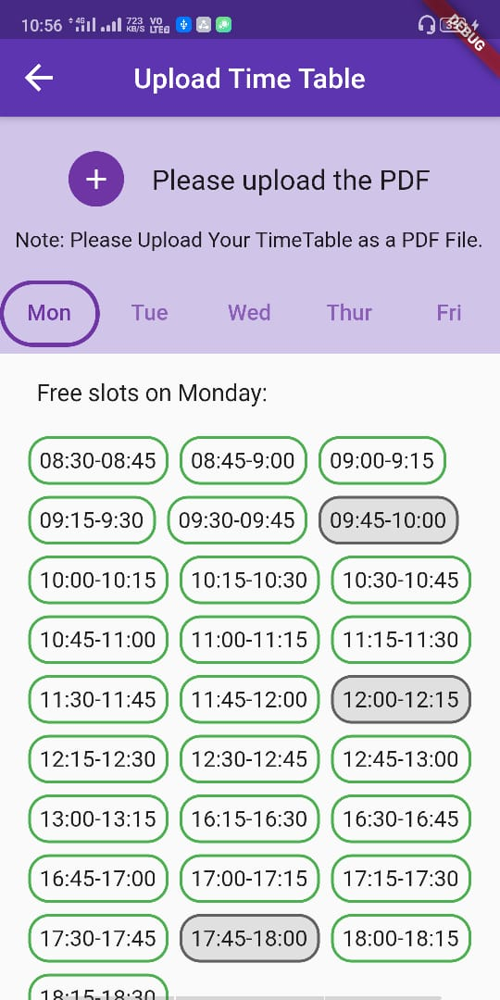 10:56 4G 723 KB/S VO LTE
DEBUG
Upload Time Table
+ Please upload the PDF
Note: Please Upload Your TimeTable as a PDF File.
Mon Tue Wed Thur Fri
Free slots on Monday:
08:30-08:45 08:45-9:00 09:00-9:15
09:15-9:30 09:30-09:45 09:45-10:00
10:00-10:15 10:15-10:30 10:30-10:45
10:45-11:00 11:00-11:15 11:15-11:30
11:30-11:45 11:45-12:00 12:00-12:15
12:15-12:30 12:30-12:45 12:45-13:00
13:00-13:15 16:15-16:30 16:30-16:45
16:45-17:00 17:00-17:15 17:15-17:30
17:30-17:45 17:45-18:00 18:00-18:15
18:15-18:30